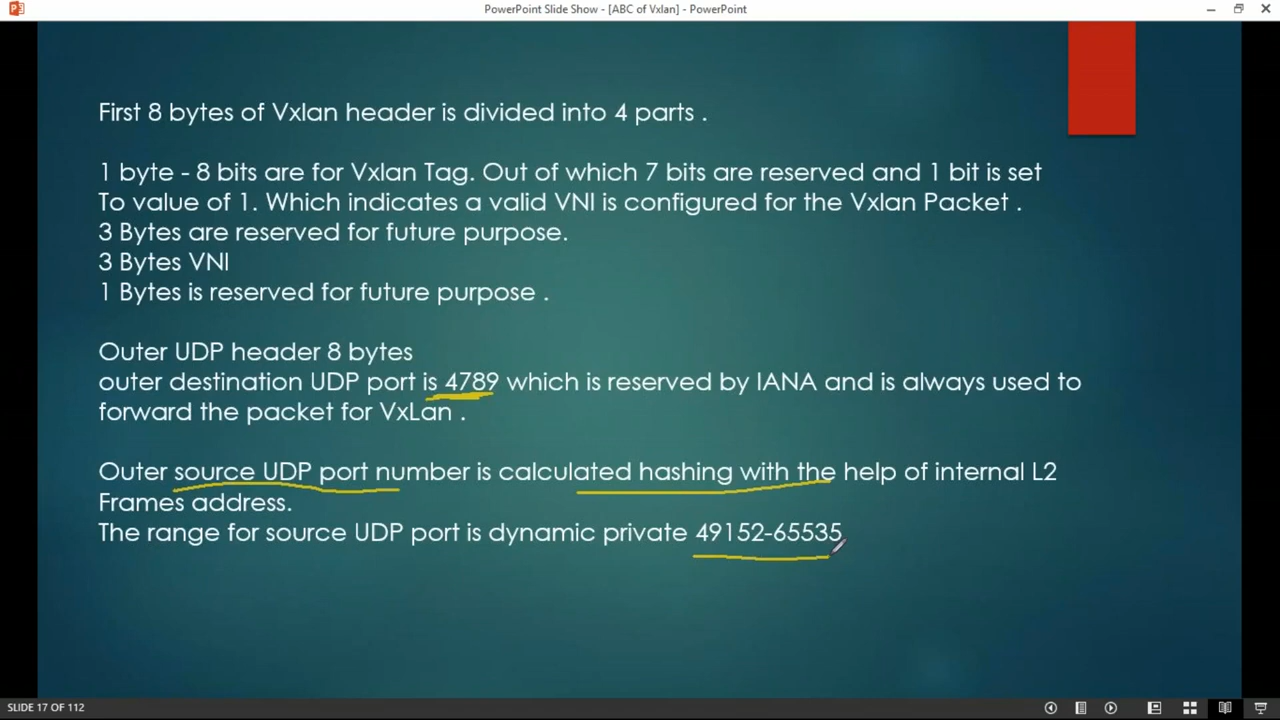 PowerPoint Slide Show - [ABC of Vxlan] - PowerPoint
First 8 bytes of Vxlan header is divided into 4 parts .
1 byte - 8 bits are for Vxlan Tag. Out of which 7 bits are reserved and 1 bit is set
To value of 1. Which indicates a valid VNI is configured for the Vxlan Packet .
3 Bytes are reserved for future purpose.
3 Bytes VNI
1 Bytes is reserved for future purpose .
Outer UDP header 8 bytes
outer destination UDP port is 4789 which is reserved by IANA and is always used to
forward the packet for VxLan .
Outer source UDP port number is calculated hashing with the help of internal L2
Frames address.
The range for source UDP port is dynamic private 49152-65535
SLIDE 17 OF 112